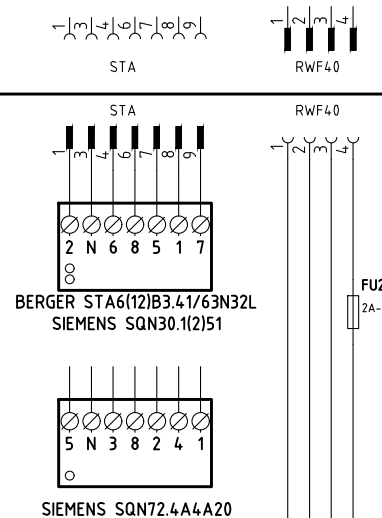 1 3 4 6 7 8 9
1 2 3 4
STA
RWF40
STA
RWF40
1 3 4 6 7 8 9
1 2 3 4
2 N 6 8 5 1 7
BERGER STA6(12)B3.41/63N32L
SIEMENS SQN30.1(2)51
FU2
2A-
5 N 3 8 2 4 1
SIEMENS SQN72.4A4A20